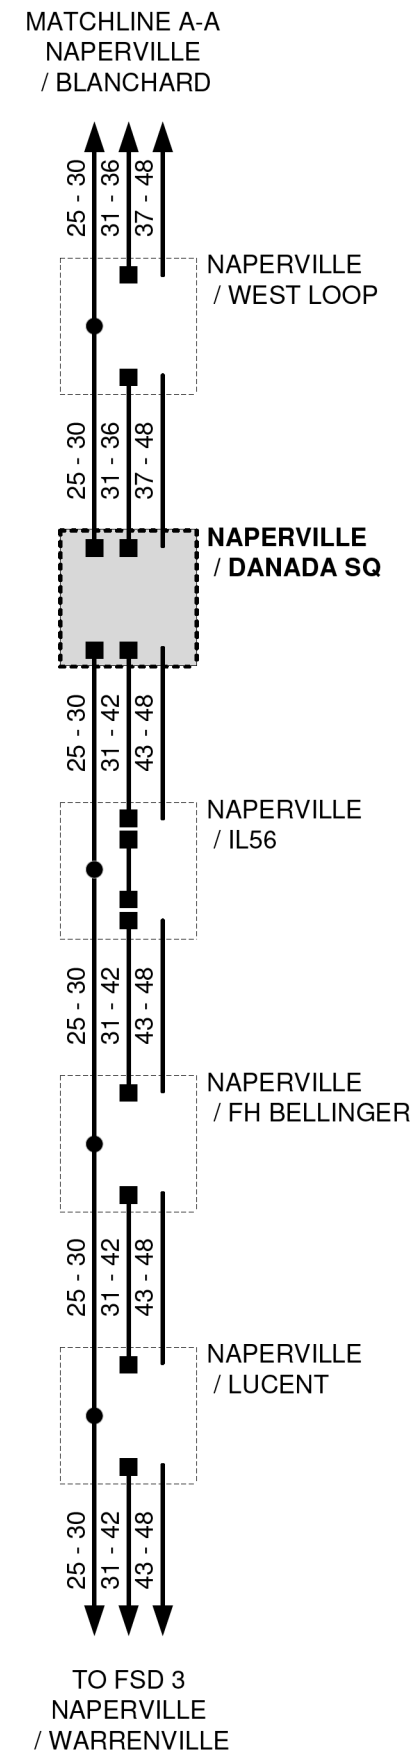 MATCHLINE A-A
NAPERVILLE
/ BLANCHARD
25 - 30
31 - 36
37 - 48
NAPERVILLE
/ WEST LOOP
25 - 30
31 - 36
37 - 48
NAPERVILLE
/ DANADA SQ
25 - 30
31 - 42
43 - 48
NAPERVILLE
/ IL56
25 - 30
31 - 42
43 - 48
NAPERVILLE
/ FH BELLINGER
25 - 30
31 - 42
43 - 48
NAPERVILLE
/ LUCENT
25 - 30
31 - 42
43 - 48
TO FSD 3
NAPERVILLE
/ WARRENVILLE